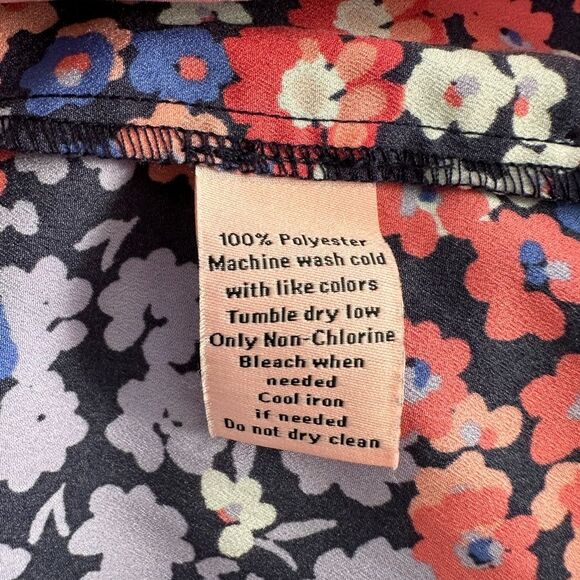 100% Polyester
Machine wash cold
with like colors
Tumble dry low
Only Non-Chlorine
Bleach when
needed
Cool iron
if needed
Do not dry clean